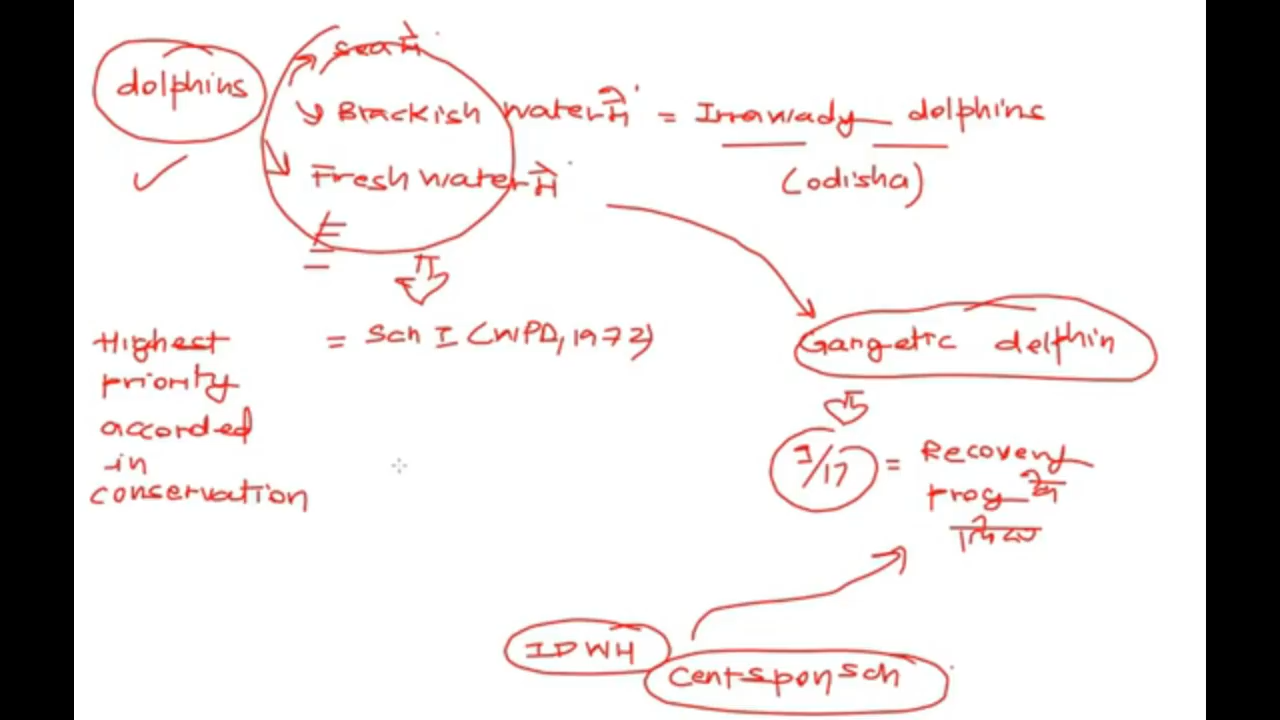 dolphins
sea में
Brackish water में = Irrawady dolphins
(odisha)
Fresh water में
Highest = Sch I (WPA, 1972)
priority
accorded
in
conservation
Gangetic dolphin
1/17 = Recovery
prog
IDWH
Cent spon Sch